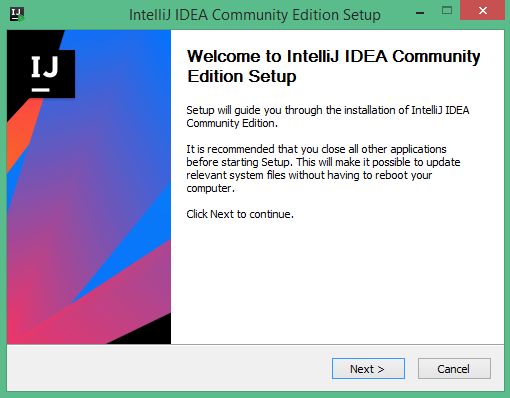 IntelliJ IDEA Community Edition Setup
IJ
Welcome to IntelliJ IDEA Community
Edition Setup
Setup will guide you through the installation of IntelliJ IDEA
Community Edition.
It is recommended that you close all other applications
before starting Setup. This will make it possible to update
relevant system files without having to reboot your
computer.
Click Next to continue.
Next >
Cancel